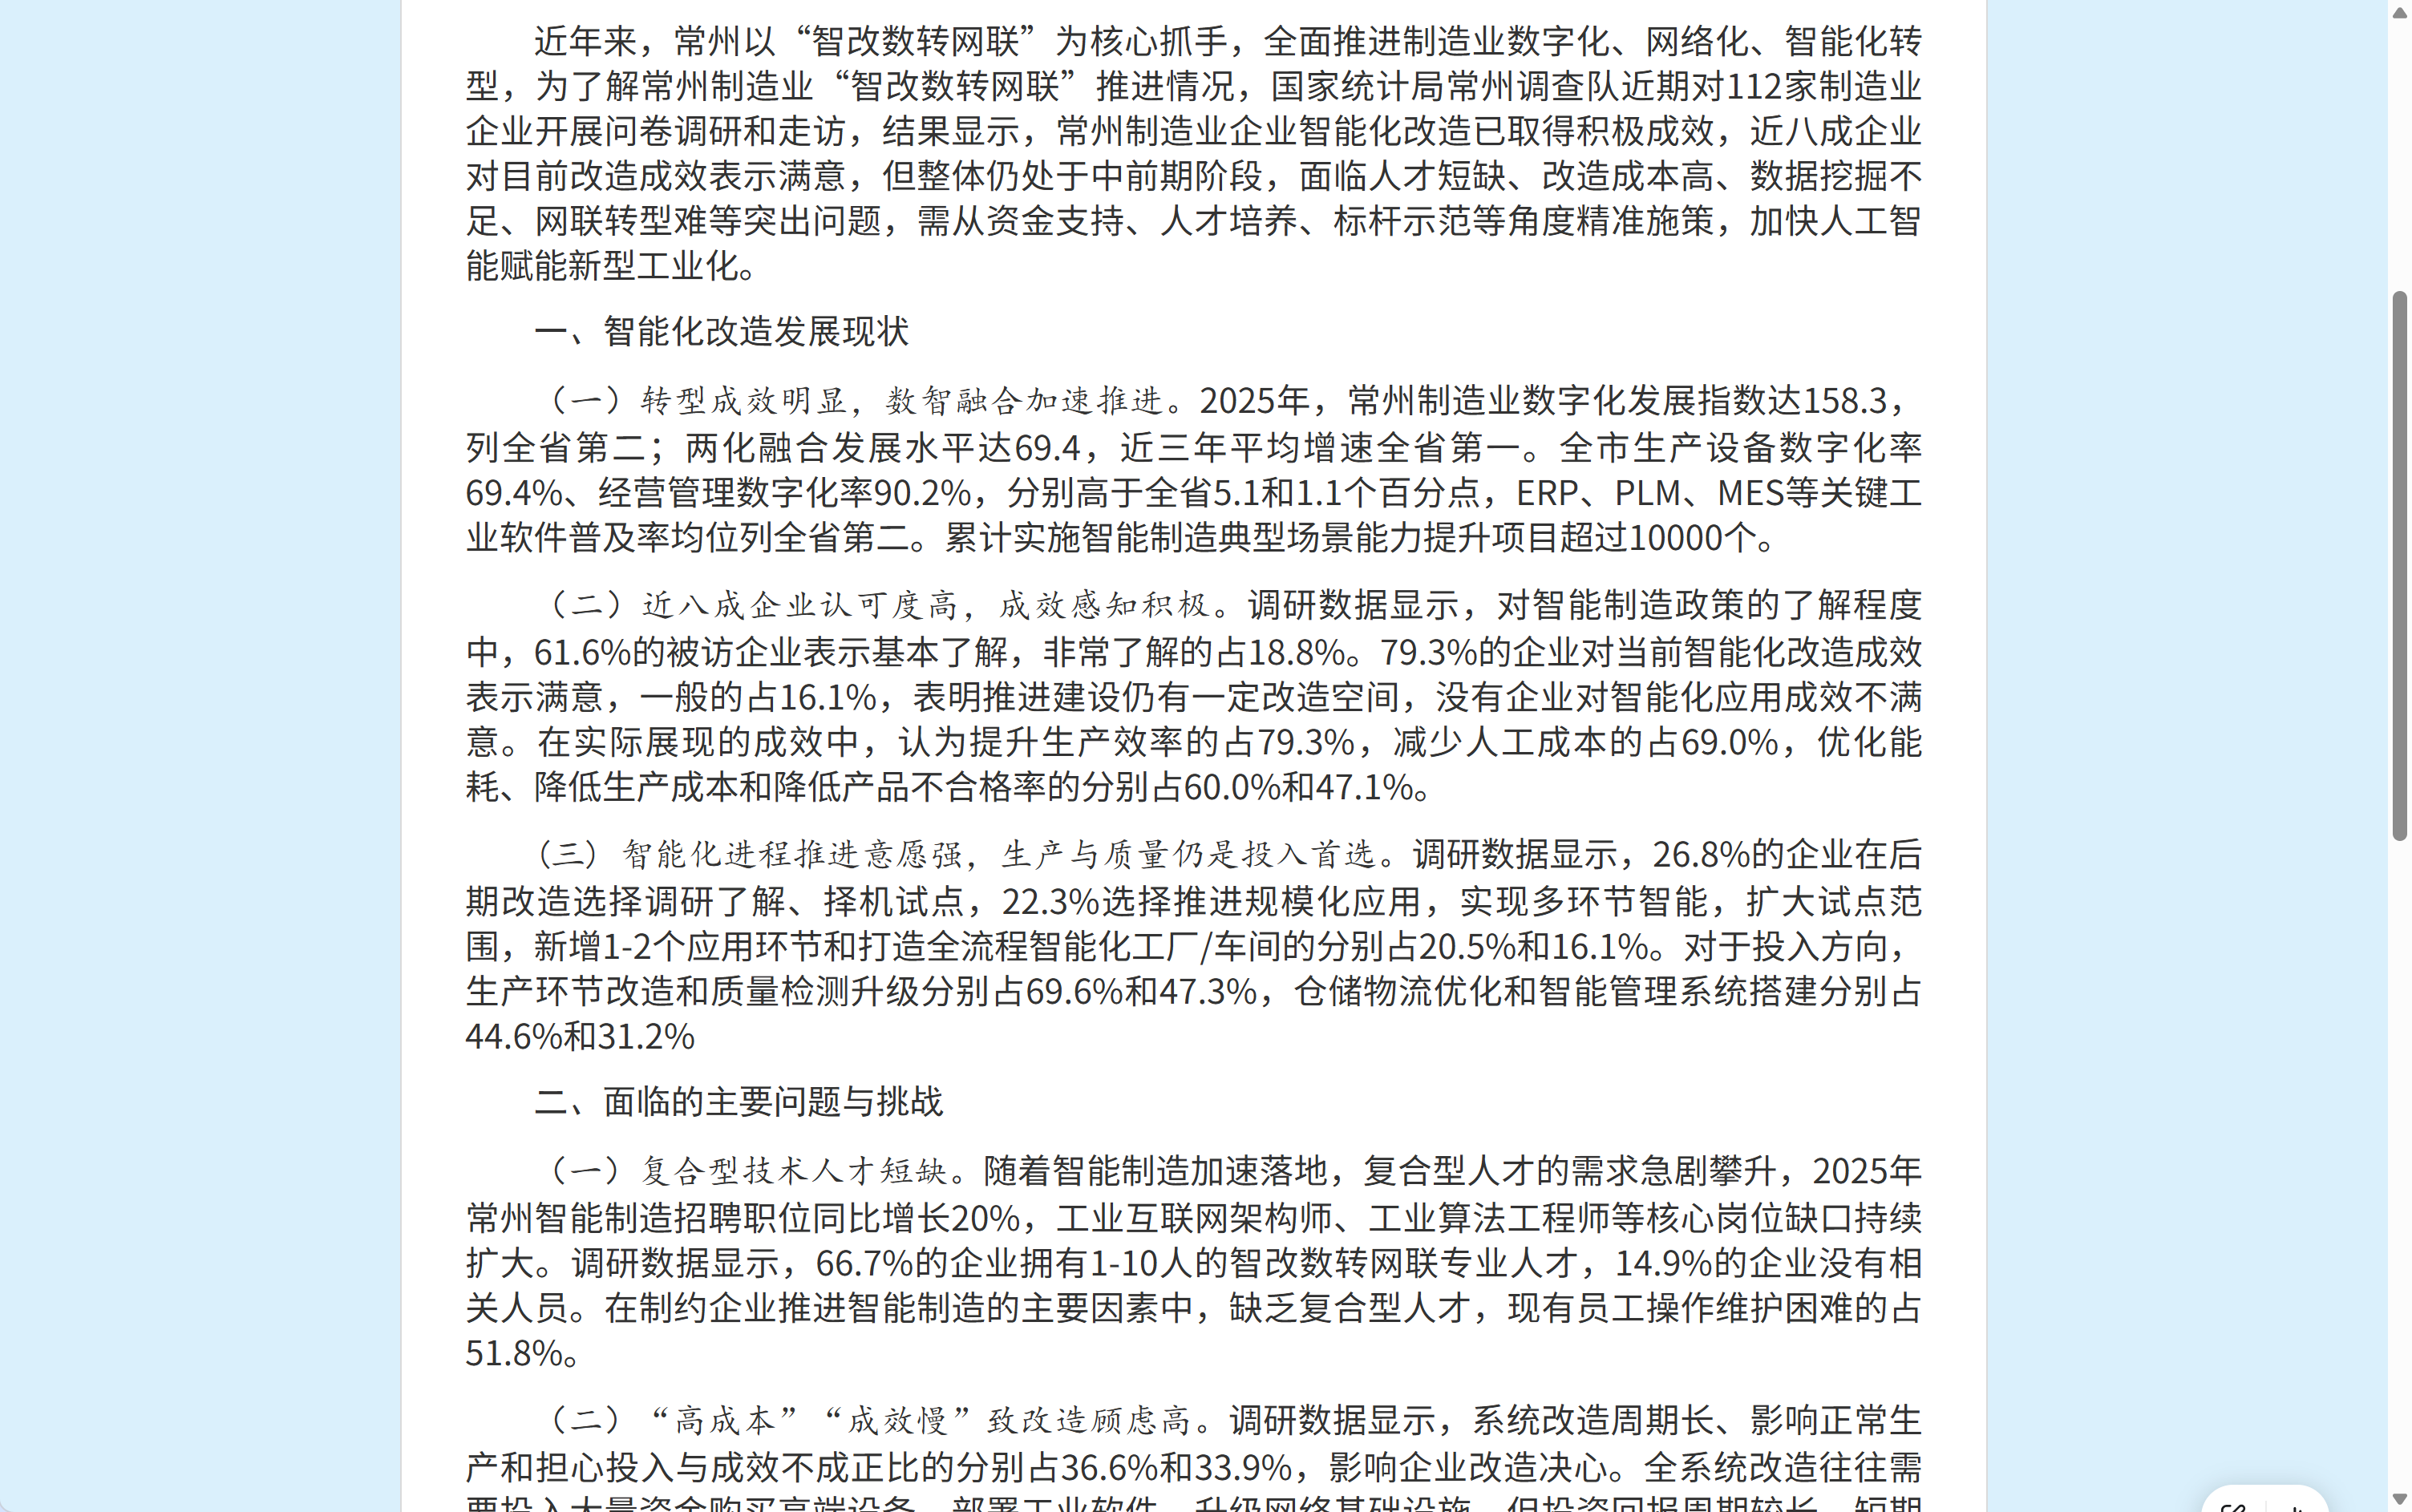 近年来，常州以“智改数转网联”为核心抓手，全面推进制造业数字化、网络化、智能化转
型，为了解常州制造业“智改数转网联”推进情况，国家统计局常州调查队近期对112家制造业
企业开展问卷调研和走访，结果显示，常州制造业企业智能化改造已取得积极成效，近八成企业
对目前改造成效表示满意，但整体仍处于中前期阶段，面临人才短缺、改造成本高、数据挖掘不
足、网联转型难等突出问题，需从资金支持、人才培养、标杆示范等角度精准施策，加快人工智
能赋能新型工业化。
一、智能化改造发展现状
（一）转型成效明显，数智融合加速推进。2025年，常州制造业数字化发展指数达158.3，
列全省第二；两化融合发展水平达69.4，近三年平均增速全省第一。全市生产设备数字化率
69.4%、经营管理数字化率90.2%，分别高于全省5.1和1.1个百分点，ERP、PLM、MES等关键工
业软件普及率均位列全省第二。累计实施智能制造典型场景能力提升项目超过10000个。
（二）近八成企业认可度高，成效感知积极。调研数据显示，对智能制造政策的了解程度
中，61.6%的被访企业表示基本了解，非常了解的占18.8%。79.3%的企业对当前智能化改造成效
表示满意，一般的占16.1%，表明推进建设仍有一定改造空间，没有企业对智能化应用成效不满
意。在实际展现的成效中，认为提升生产效率的占79.3%，减少人工成本的占69.0%，优化能
耗、降低生产成本和降低产品不合格率的分别占60.0%和47.1%。
（三）智能化进程推进意愿强，生产与质量仍是投入首选。调研数据显示，26.8%的企业在后
期改造选择调研了解、择机试点，22.3%选择推进规模化应用，实现多环节智能，扩大试点范
围，新增1-2个应用环节和打造全流程智能化工厂/车间的分别占20.5%和16.1%。对于投入方向，
生产环节改造和质量检测升级分别占69.6%和47.3%，仓储物流优化和智能管理系统搭建分别占
44.6%和31.2%
二、面临的主要问题与挑战
（一）复合型技术人才短缺。随着智能制造加速落地，复合型人才的需求急剧攀升，2025年
常州智能制造招聘职位同比增长20%，工业互联网架构师、工业算法工程师等核心岗位缺口持续
扩大。调研数据显示，66.7%的企业拥有1-10人的智改数转网联专业人才，14.9%的企业没有相
关人员。在制约企业推进智能制造的主要因素中，缺乏复合型人才，现有员工操作维护困难的占
51.8%。
（二）“高成本”“成效慢”致改造顾虑高。调研数据显示，系统改造周期长、影响正常生
产和担心投入与成效不成正比的分别占36.6%和33.9%，影响企业改造决心。全系统改造往往需
要投入大量资金购买高端设备、部署工业软件、升级网络基础设施，但投资回报周期较长，短期